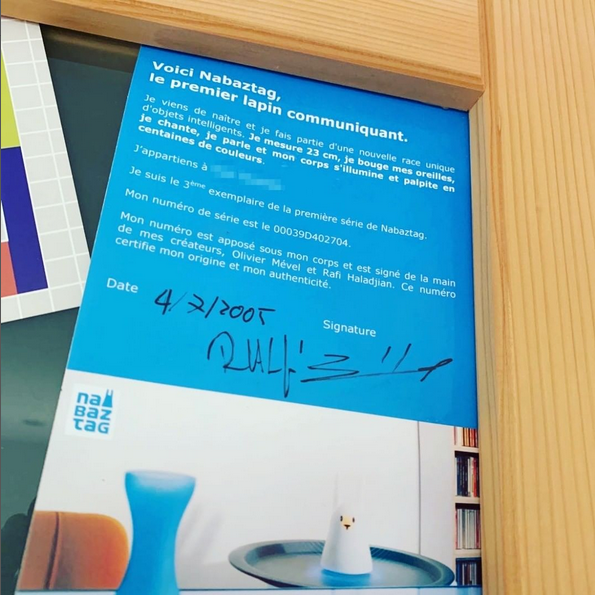 Voici Nabaztag,
le premier lapin communiquant.
Je viens de naître et je fais partie d'une nouvelle race unique
d'objets intelligents. Je mesure 23 cm, je bouge mes oreilles,
je chante, je parle et mon corps s'illumine et palpite en
centaines de couleurs.
J'appartiens à
Je suis le 3ème exemplaire de la première série de Nabaztag.
Mon numéro de série est le 00039D402704.
Mon numéro est apposé sous mon corps et est signé de la main
de mes créateurs, Olivier Mével et Rafi Haladjian. Ce numéro
certifie mon origine et mon authenticité.
Date
4/7/2005
Signature
na
BAZ
tag